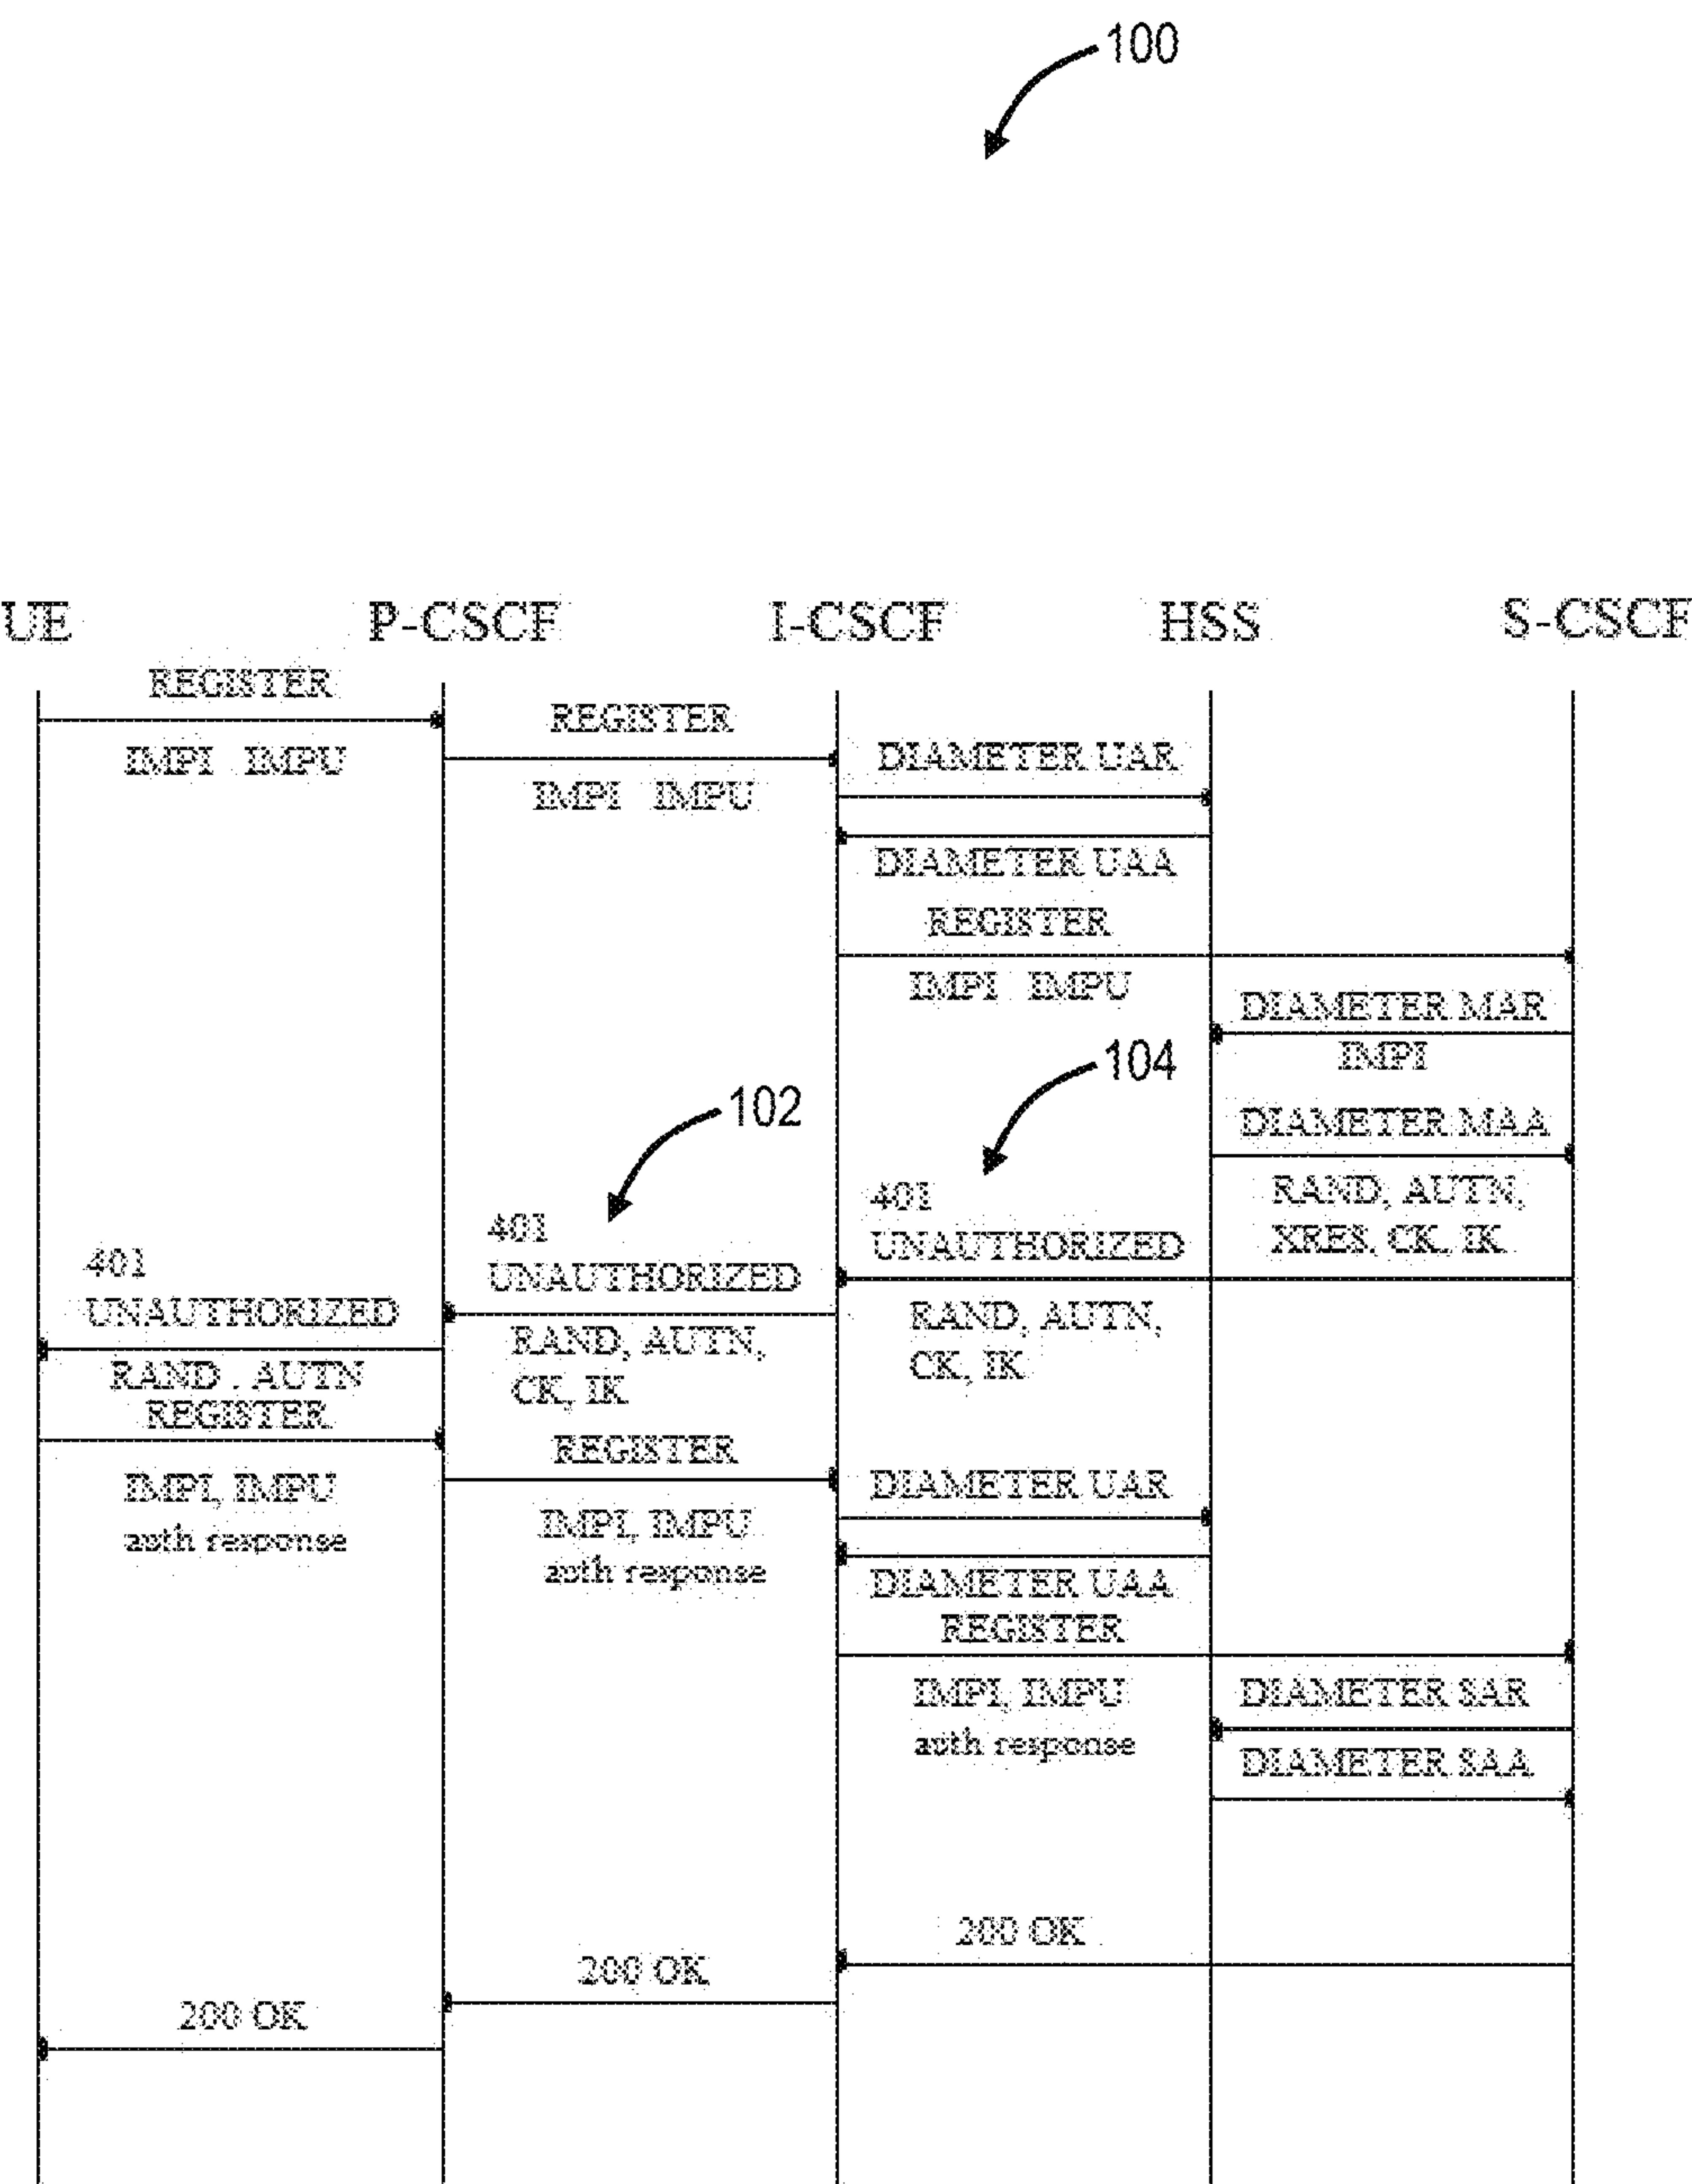 100
UE P-CSCF I-CSCF HSS S-CSCF
REGISTER
IMPI IMPU
REGISTER
IMPI IMPU
DIAMETER UAR
DIAMETER UAA
REGISTER
IMPI IMPU
DIAMETER MAR
IMPI
DIAMETER MAA
RAND, AUTN,
XRES, CK, IK
104
401
UNAUTHORIZED
RAND, AUTN,
CK, IK
102
401
UNAUTHORIZED
RAND, AUTN,
CK, IK
401
UNAUTHORIZED
RAND , AUTN
REGISTER
IMPI, IMPU
auth response
REGISTER
IMPI, IMPU
auth response
DIAMETER UAR
DIAMETER UAA
REGISTER
IMPI, IMPU
auth response
DIAMETER SAR
DIAMETER SAA
200 OK
200 OK
200 OK